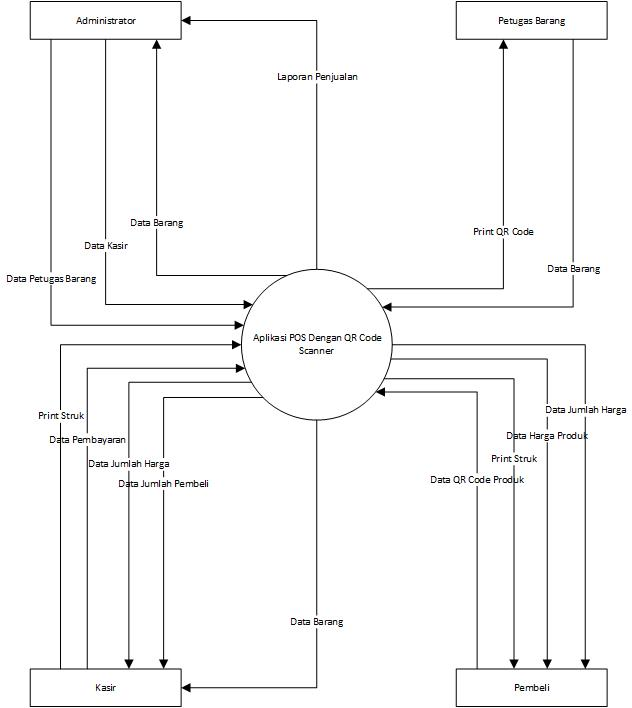 Administrator
Petugas Barang
Laporan Penjualan
Data Barang
Print QR Code
Data Kasir
Data Barang
Data Petugas Barang
Aplikasi POS Dengan QR Code
Scanner
Print Struk
Data Jumlah Harga
Data Pembayaran
Data Harga Produk
Data Jumlah Harga
Print Struk
Data Jumlah Pembeli
Data QR Code Produk
Data Barang
Kasir
Pembeli